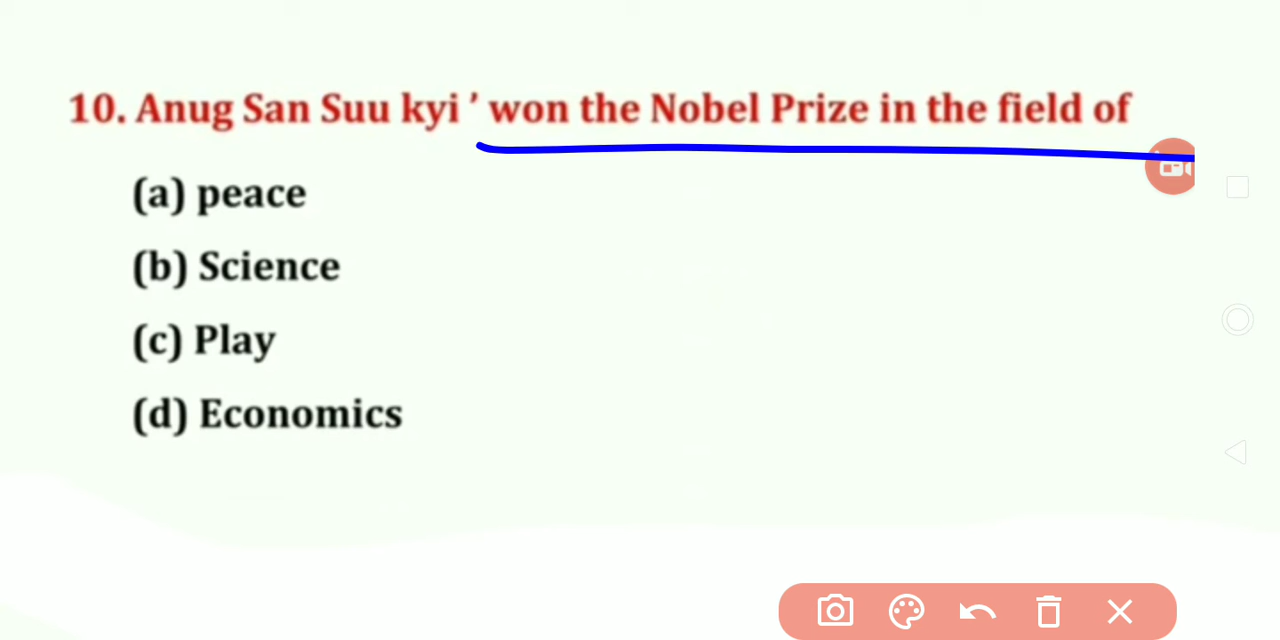 10. Anug San Suu kyi ’ won the Nobel Prize in the field of
(a) peace
(b) Science
(c) Play
(d) Economics